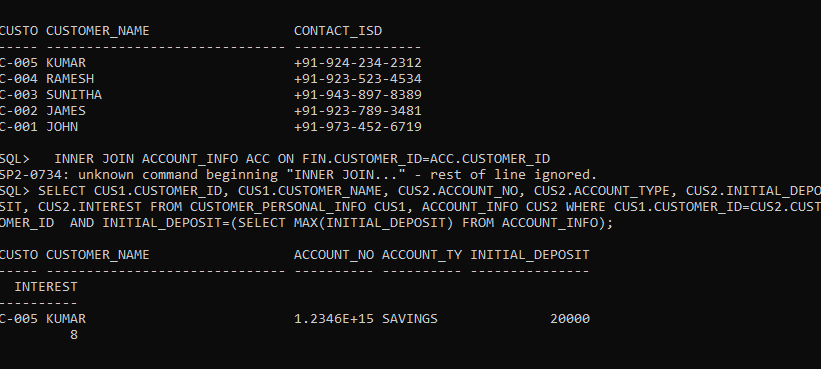 CUSTO CUSTOMER_NAME                  CONTACT_ISD
----- ------------------------------ ----------------
C-005 KUMAR                          +91-924-234-2312
C-004 RAMESH                         +91-923-523-4534
C-003 SUNITHA                        +91-943-897-8389
C-002 JAMES                          +91-923-789-3481
C-001 JOHN                           +91-973-452-6719
SQL>   INNER JOIN ACCOUNT_INFO ACC ON FIN.CUSTOMER_ID=ACC.CUSTOMER_ID
SP2-0734: unknown command beginning "INNER JOIN..." - rest of line ignored.
SQL> SELECT CUS1.CUSTOMER_ID, CUS1.CUSTOMER_NAME, CUS2.ACCOUNT_NO, CUS2.ACCOUNT_TYPE, CUS2.INITIAL_DEPO
SIT, CUS2.INTEREST FROM CUSTOMER_PERSONAL_INFO CUS1, ACCOUNT_INFO CUS2 WHERE CUS1.CUSTOMER_ID=CUS2.CUST
OMER_ID  AND INITIAL_DEPOSIT=(SELECT MAX(INITIAL_DEPOSIT) FROM ACCOUNT_INFO);
CUSTO CUSTOMER_NAME                  ACCOUNT_NO ACCOUNT_TY INITIAL_DEPOSIT
----- ------------------------------ ---------- ---------- ---------------
  INTEREST
----------
C-005 KUMAR                          1.2346E+15 SAVINGS              20000
         8